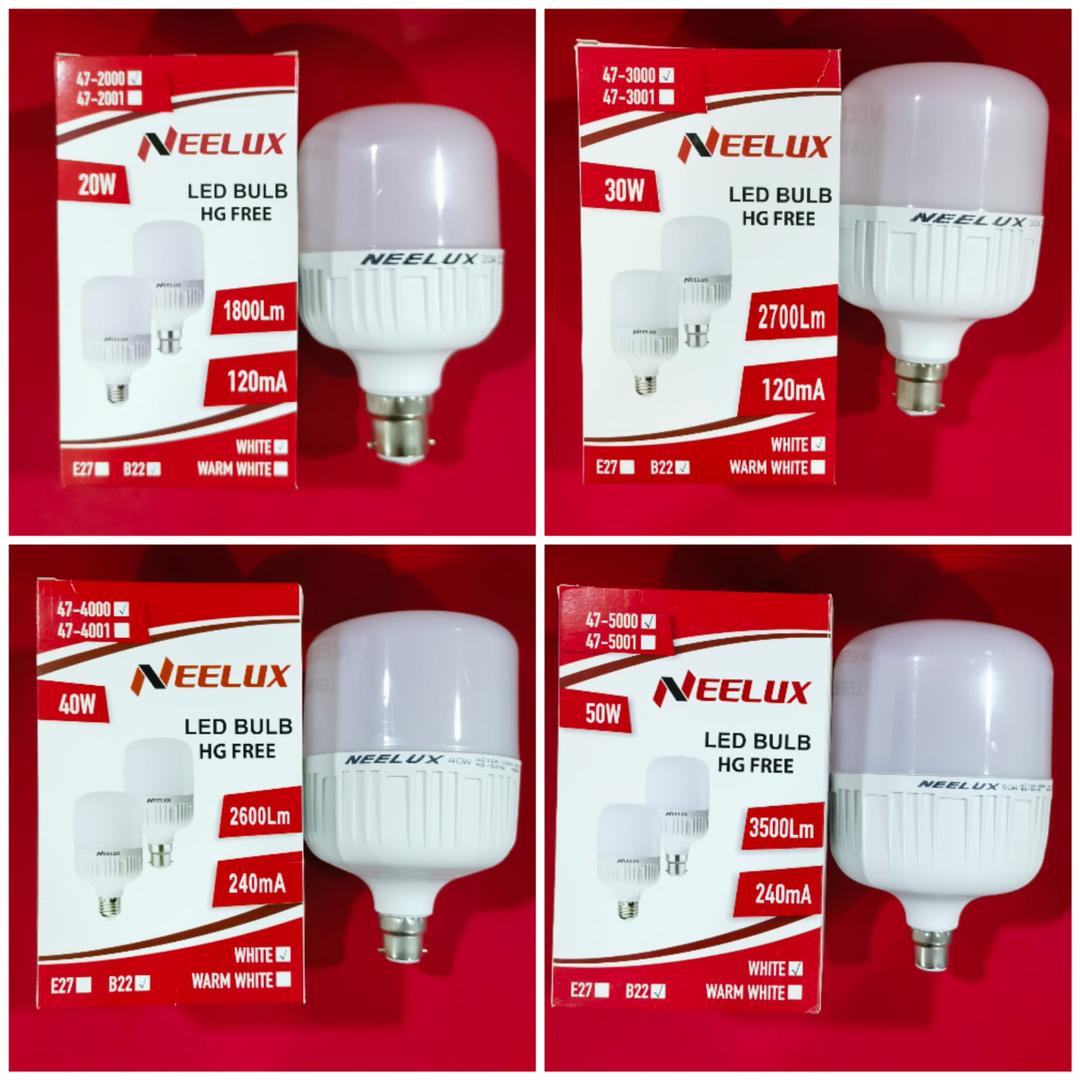 47-2000 ☑
47-2001 ☐
NEELUX
20W
LED BULB
HG FREE
1800Lm
120mA
WHITE ☑
E27 ☐ B22 ☑ WARM WHITE ☐
NEELUX
47-3000 ☑
47-3001 ☐
NEELUX
30W
LED BULB
HG FREE
2700Lm
120mA
WHITE ☑
E27 ☐ B22 ☑ WARM WHITE ☐
NEELUX
47-4000 ☑
47-4001 ☐
NEELUX
40W
LED BULB
HG FREE
2600Lm
240mA
WHITE ☑
E27 ☐ B22 ☑ WARM WHITE ☐
NEELUX 40W
47-5000 ☑
47-5001 ☐
NEELUX
50W
LED BULB
HG FREE
3500Lm
240mA
WHITE ☑
E27 ☐ B22 ☑ WARM WHITE ☐
NEELUX 50W